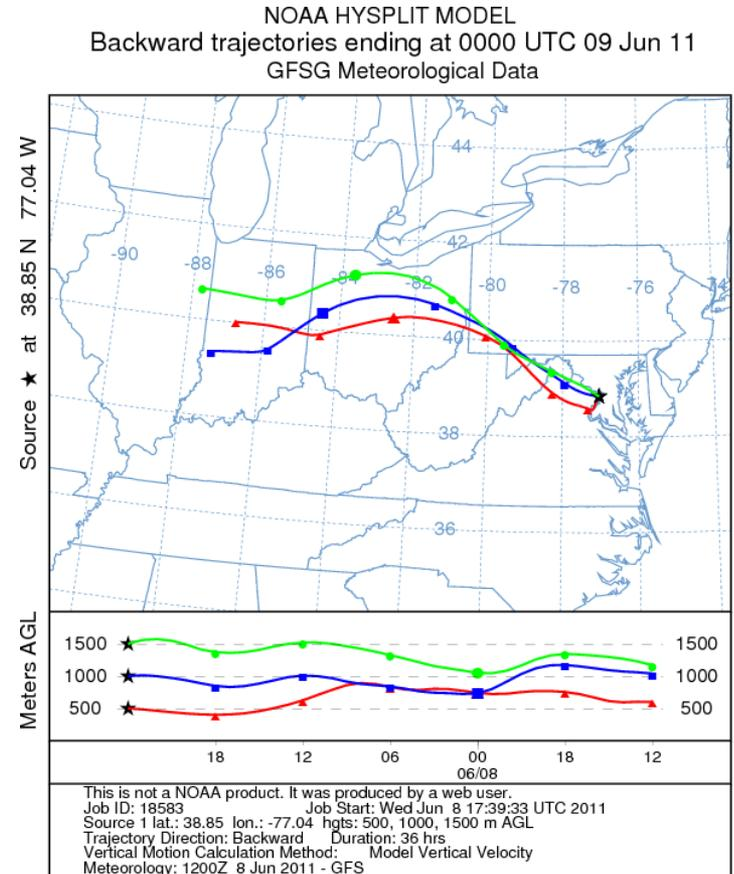 NOAA HYSPLIT MODEL
Backward trajectories ending at 0000 UTC 09 Jun 11
GFSG Meteorological Data
Source ★ at 38.85 N 77.04 W
44
42
-90
-88
-86
-84
-82
-80
-78
-76
74
40
38
36
Meters AGL
1500
1500
1000
1000
500
500
18
12
06
00
18
12
06/08
This is not a NOAA product. It was produced by a web user.
Job ID: 18583 Job Start: Wed Jun 8 17:39:33 UTC 2011
Source 1 lat.: 38.85 lon.: -77.04 hgts: 500, 1000, 1500 m AGL
Trajectory Direction: Backward Duration: 36 hrs
Vertical Motion Calculation Method: Model Vertical Velocity
Meteorology: 1200Z 8 Jun 2011 - GFS